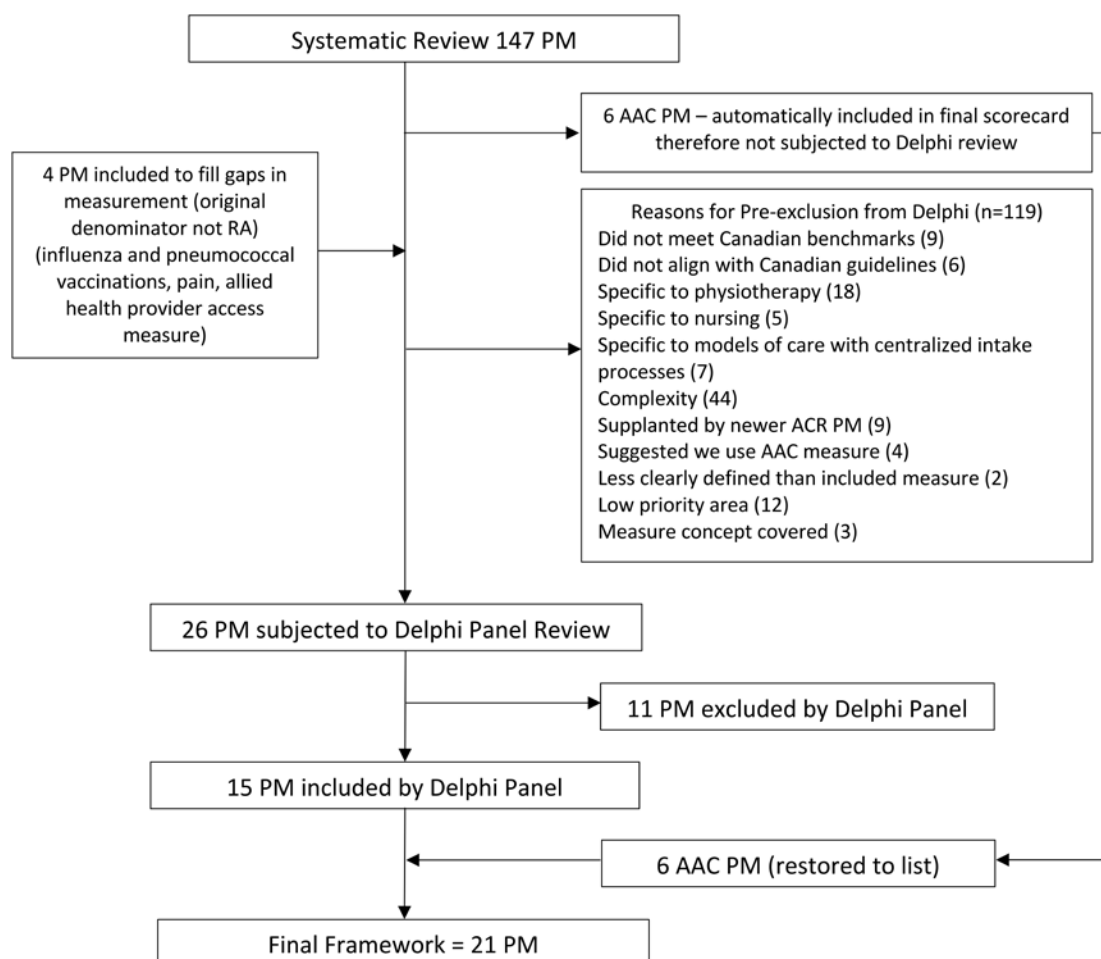 Systematic Review 147 PM
6 AAC PM – automatically included in final scorecard
therefore not subjected to Delphi review
4 PM included to fill gaps in
measurement (original
denominator not RA)
(influenza and pneumococcal
vaccinations, pain, allied
health provider access
measure)
Reasons for Pre-exclusion from Delphi (n=119)
Did not meet Canadian benchmarks (9)
Did not align with Canadian guidelines (6)
Specific to physiotherapy (18)
Specific to nursing (5)
Specific to models of care with centralized intake
processes (7)
Complexity (44)
Supplanted by newer ACR PM (9)
Suggested we use AAC measure (4)
Less clearly defined than included measure (2)
Low priority area (12)
Measure concept covered (3)
26 PM subjected to Delphi Panel Review
11 PM excluded by Delphi Panel
15 PM included by Delphi Panel
6 AAC PM (restored to list)
Final Framework = 21 PM